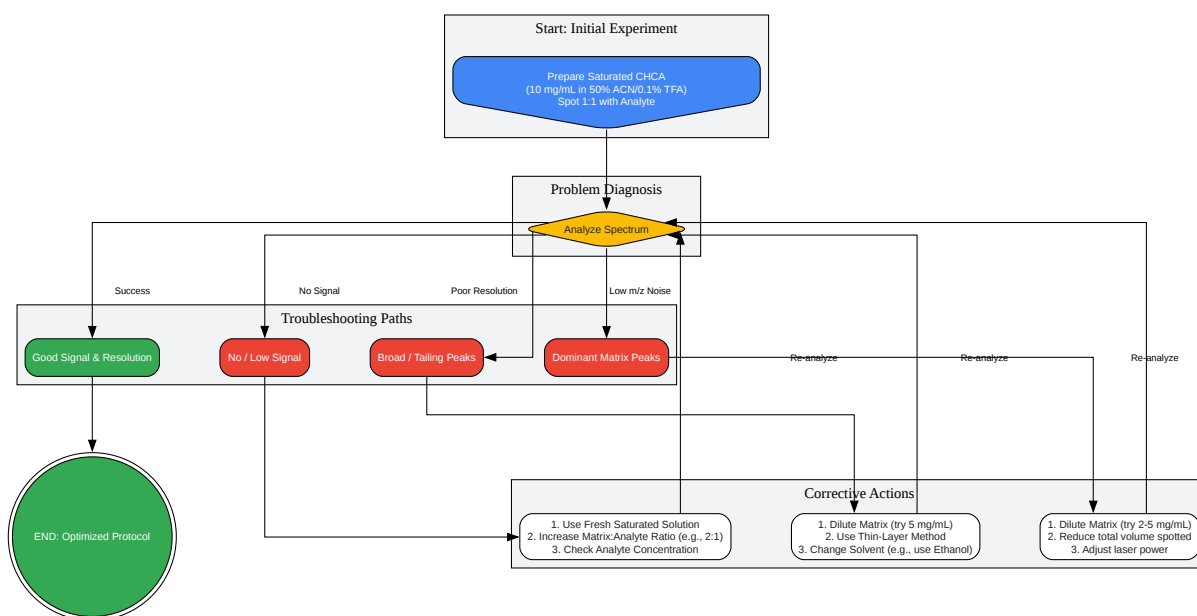 Start: Initial Experiment
Prepare Saturated CHCA
(10 mg/mL in 50% ACN/0.1% TFA)
Spot 1:1 with Analyte
Problem Diagnosis
Analyze Spectrum
Success
No Signal
Poor Resolution
Low m/z Noise
Troubleshooting Paths
Good Signal & Resolution
No / Low Signal
Broad / Tailing Peaks
Dominant Matrix Peaks
Re-analyze
Re-analyze
Re-analyze
Corrective Actions
END: Optimized Protocol
1. Use Fresh Saturated Solution
2. Increase Matrix:Analyte Ratio (e.g., 2:1)
3. Check Analyte Concentration
1. Dilute Matrix (try 5 mg/mL)
2. Use Thin-Layer Method
3. Change Solvent (e.g., use Ethanol)
1. Dilute Matrix (try 2-5 mg/mL)
2. Reduce total volume spotted
3. Adjust laser power